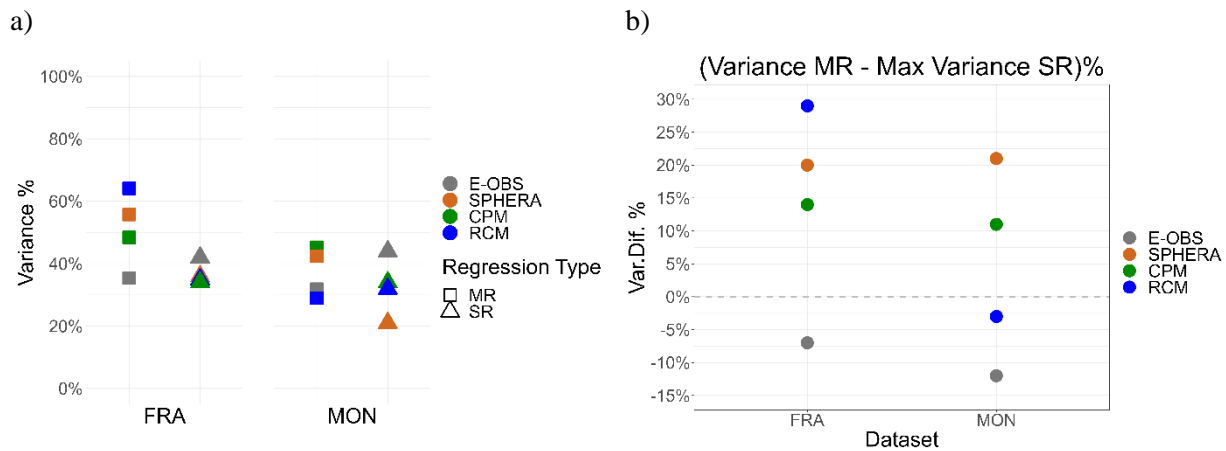 a)
100%
80%
60%
40%
20%
0%
Variance %
FRA
MON
E-OBS
SPHERA
CPM
RCM
Regression Type
MR
SR
b)
(Variance MR - Max Variance SR)%
30%
25%
20%
15%
10%
5%
0%
-5%
-10%
-15%
Var.Dif. %
FRA
MON
Dataset
E-OBS
SPHERA
CPM
RCM